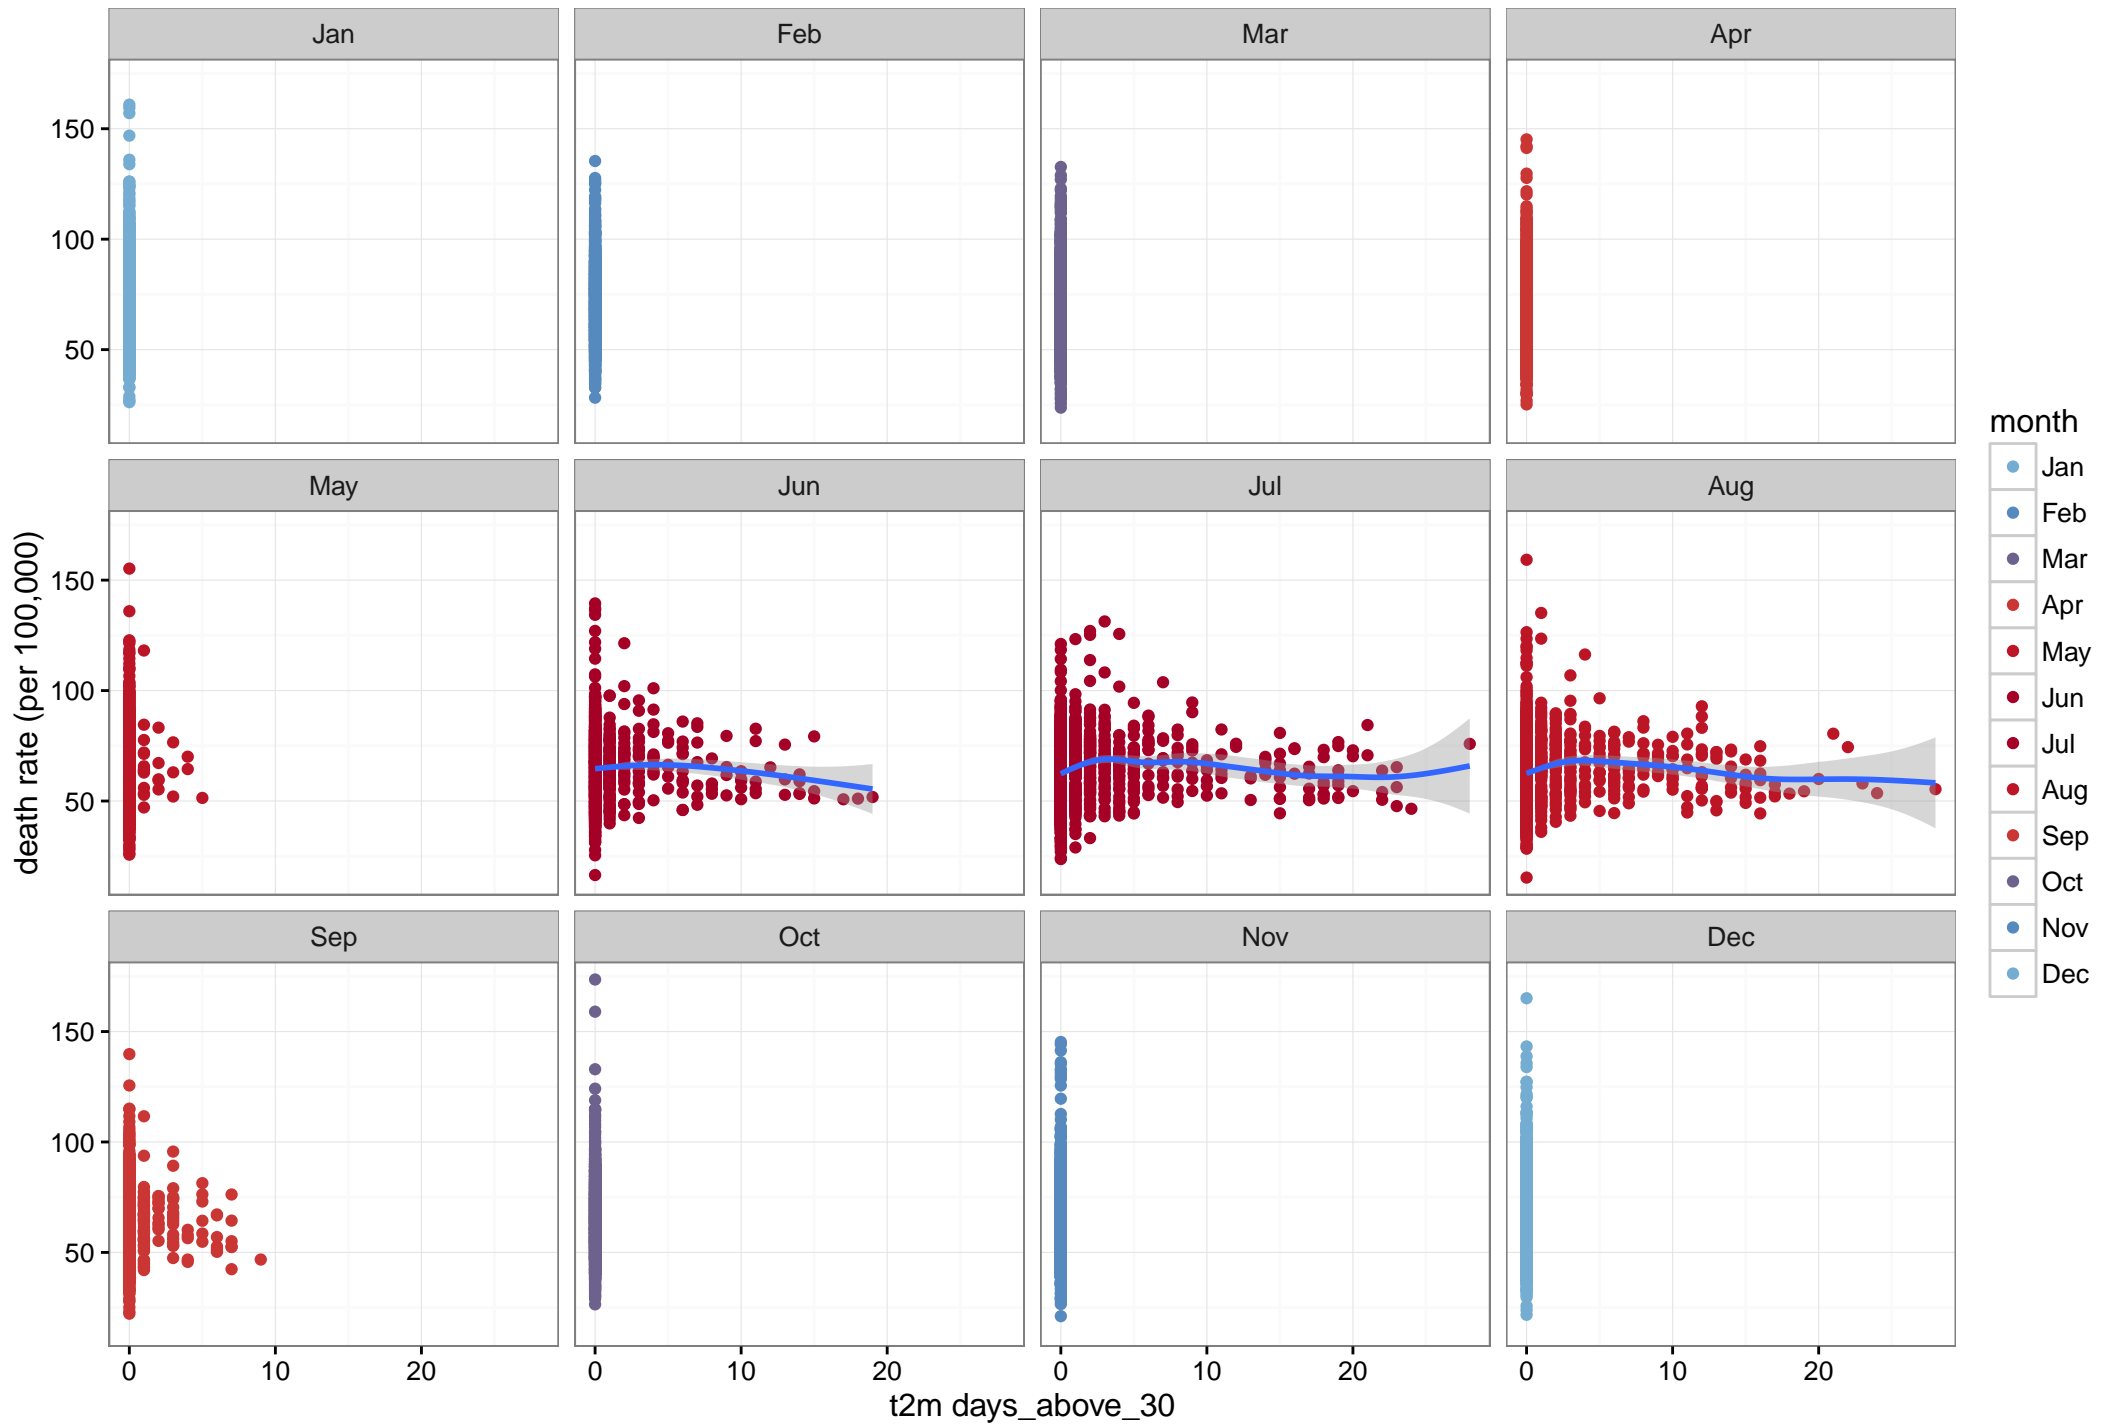 Jan Feb Mar Apr
150
100
50
May Jun Jul Aug
150
100
50
Sep Oct Nov Dec
150
100
50
0 10 20 0 10 20 0 10 20 0 10 20
t2m days_above_30
death rate (per 100,000)
month
Jan
Feb
Mar
Apr
May
Jun
Jul
Aug
Sep
Oct
Nov
Dec